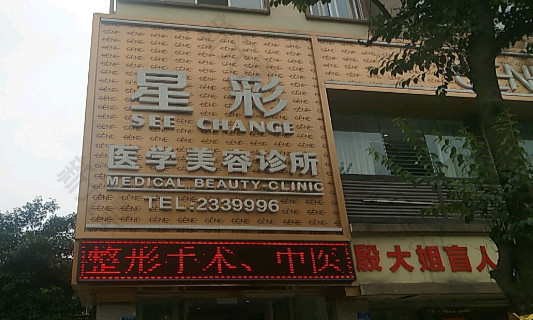 星彩
SEE CHANGE
医学美容诊所
MEDICAL BEAUTY CLINIC
TEL:2339996
整形手术、中医
殷大姐盲人